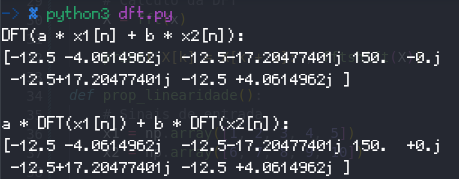 -> ✘ python3 dft.py
DFT(a * x1[n] + b * x2[n]):
[-12.5 -4.0614962j  -12.5-17.20477401j 150.  -0.j
 -12.5+17.20477401j -12.5 +4.0614962j ]
def prop_linearidade():
a * DFT(x1[n]) + b * DFT(x2[n]):
[-12.5 -4.0614962j  -12.5-17.20477401j 150.  +0.j
 -12.5+17.20477401j -12.5 +4.0614962j ]